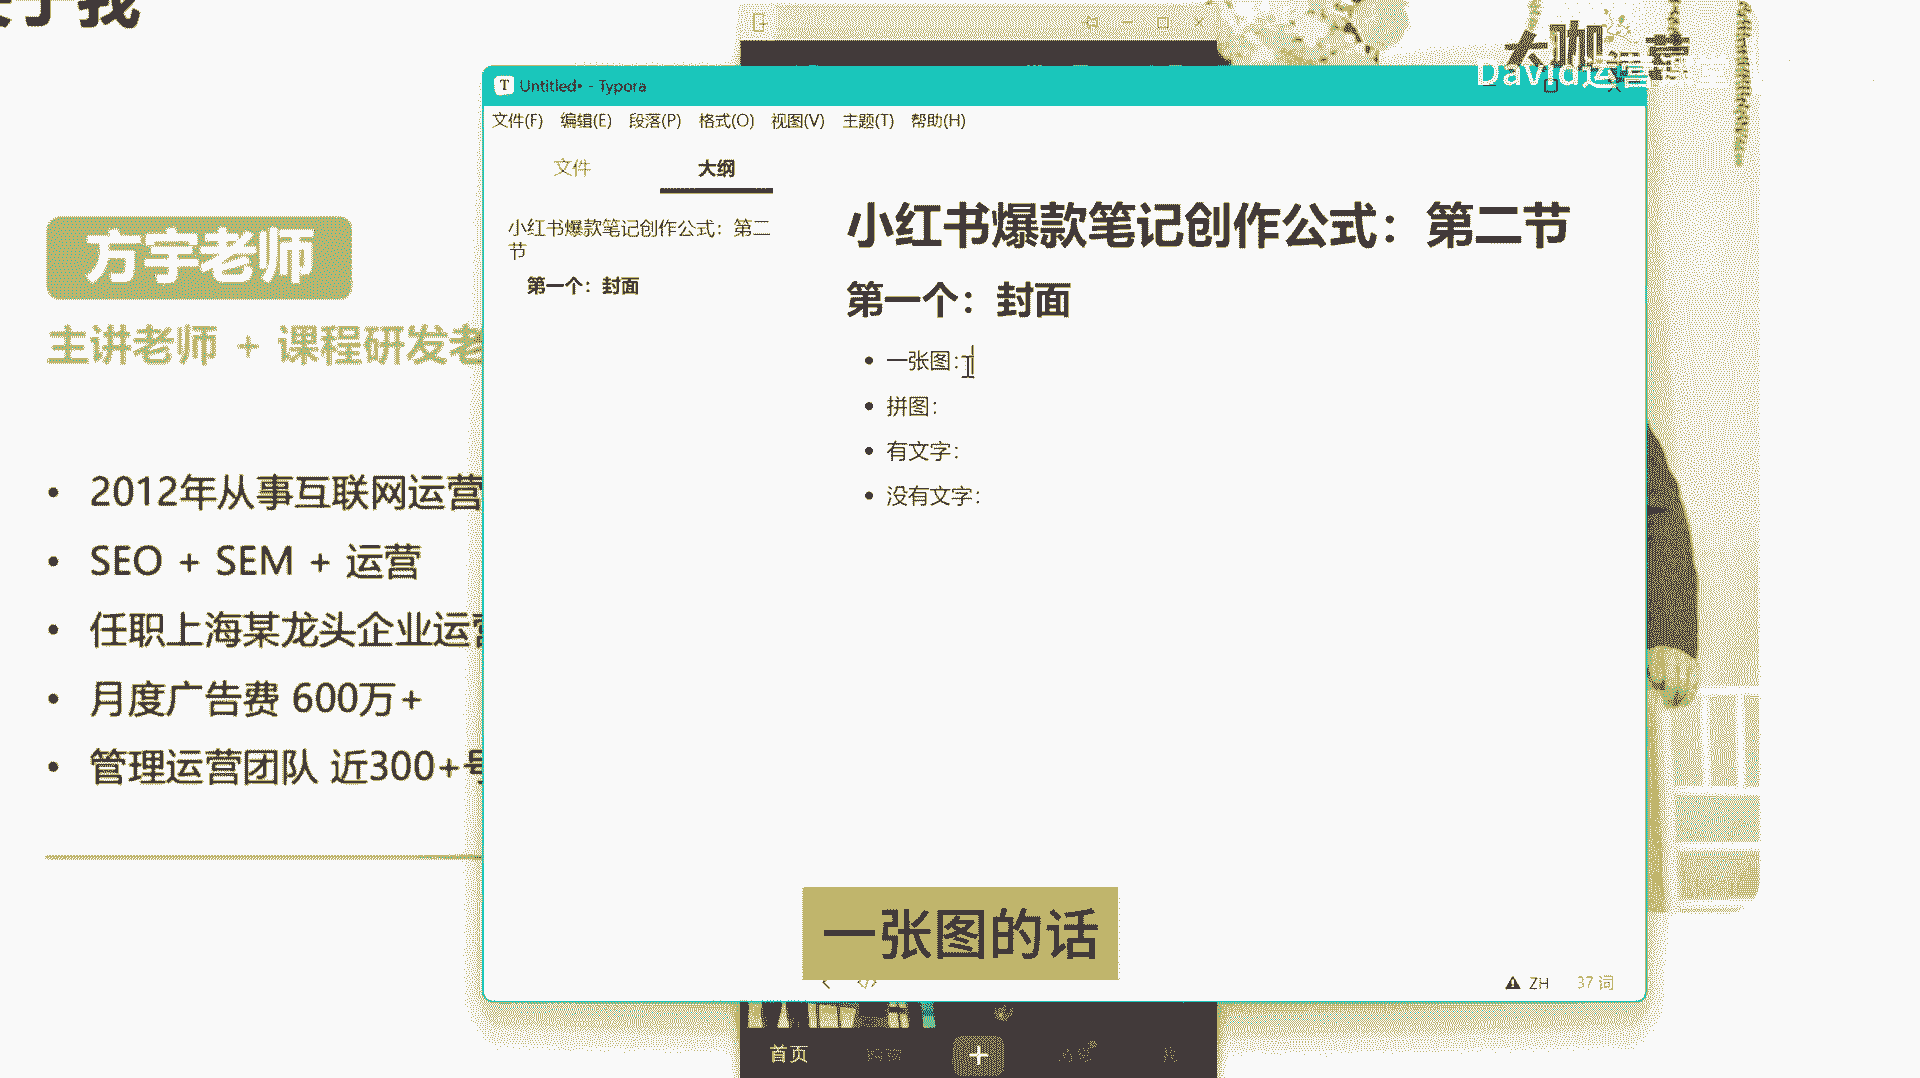 于我
大咖 营
David运营
Untitled• - Typora
文件(F) 编辑(E) 段落(P) 格式(O) 视图(V) 主题(T) 帮助(H)
文件 大纲
小红书爆款笔记创作公式：第二
节
第一个：封面
小红书爆款笔记创作公式：第二节
第一个：封面
• 一张图：
• 拼图：
• 有文字：
• 没有文字：
方宇老师
主讲老师 + 课程研发老
• 2012年从事互联网运营
• SEO + SEM + 运营
• 任职上海某龙头企业运营
• 月度广告费 600万+
• 管理运营团队 近300+号
一张图的话
ZH 37 词
首页